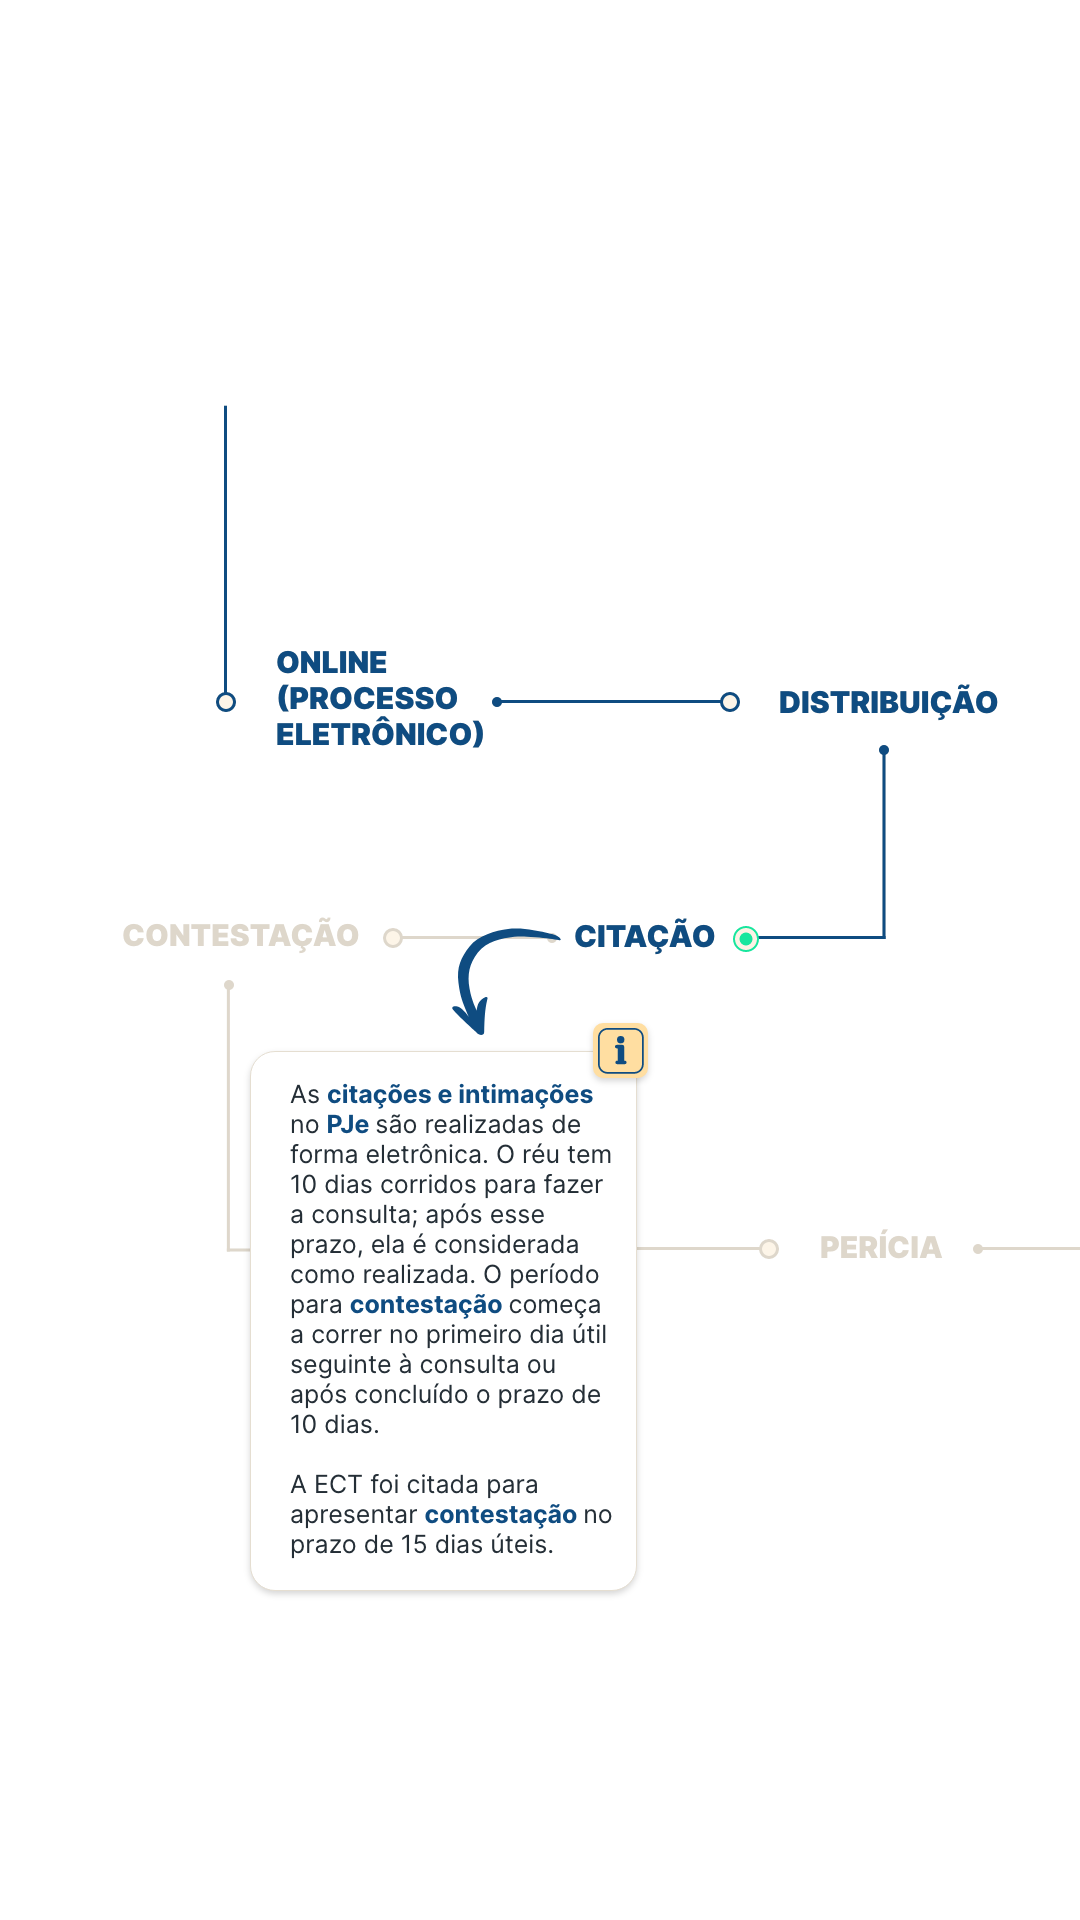 ONLINE
(PROCESSO
ELETRÔNICO)
DISTRIBUIÇÃO
CONTESTAÇÃO
CITAÇÃO
i
As citações e intimações
no PJe são realizadas de
forma eletrônica. O réu tem
10 dias corridos para fazer
a consulta; após esse
prazo, ela é considerada
como realizada. O período
para contestação começa
a correr no primeiro dia útil
seguinte à consulta ou
após concluído o prazo de
10 dias.
A ECT foi citada para
apresentar contestação no
prazo de 15 dias úteis.
PERÍCIA